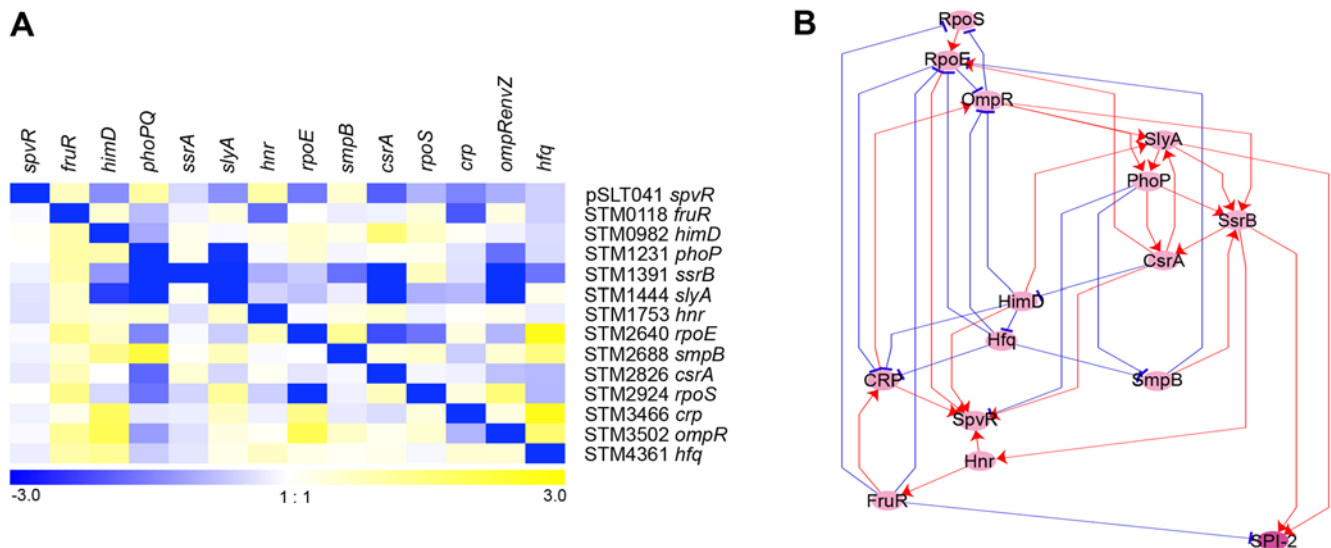 A
spvR
fruR
himD
phoPQ
ssrA
slyA
hnr
rpoE
smpB
csrA
rpoS
crp
ompRenvZ
hfq
pSLT041 spvR
STM0118 fruR
STM0982 himD
STM1231 phoP
STM1391 ssrB
STM1444 slyA
STM1753 hnr
STM2640 rpoE
STM2688 smpB
STM2826 csrA
STM2924 rpoS
STM3466 crp
STM3502 ompR
STM4361 hfq
-3.0 1 : 1 3.0
B
RpoS
RpoE
OmpR
SlyA
PhoP
SsrB
CsrA
HimD
Hfq
CRP
SmpB
SpvR
Hnr
FruR
SPI-2